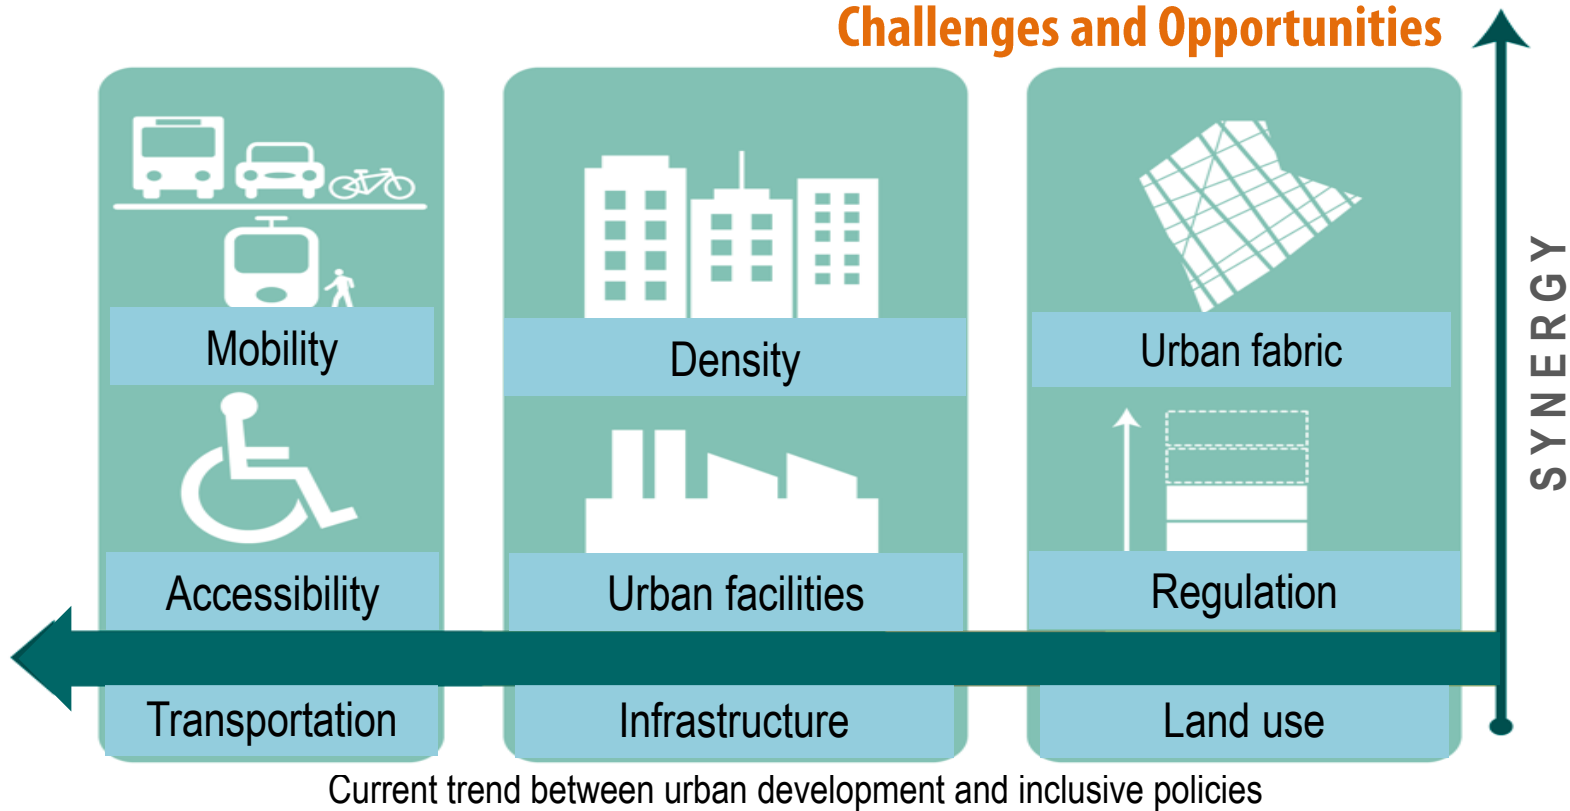 Challenges and Opportunities
Mobility
Density
Urban fabric
Accessibility
Urban facilities
Regulation
Transportation
Infrastructure
Land use
SYNERGY
Current trend between urban development and inclusive policies